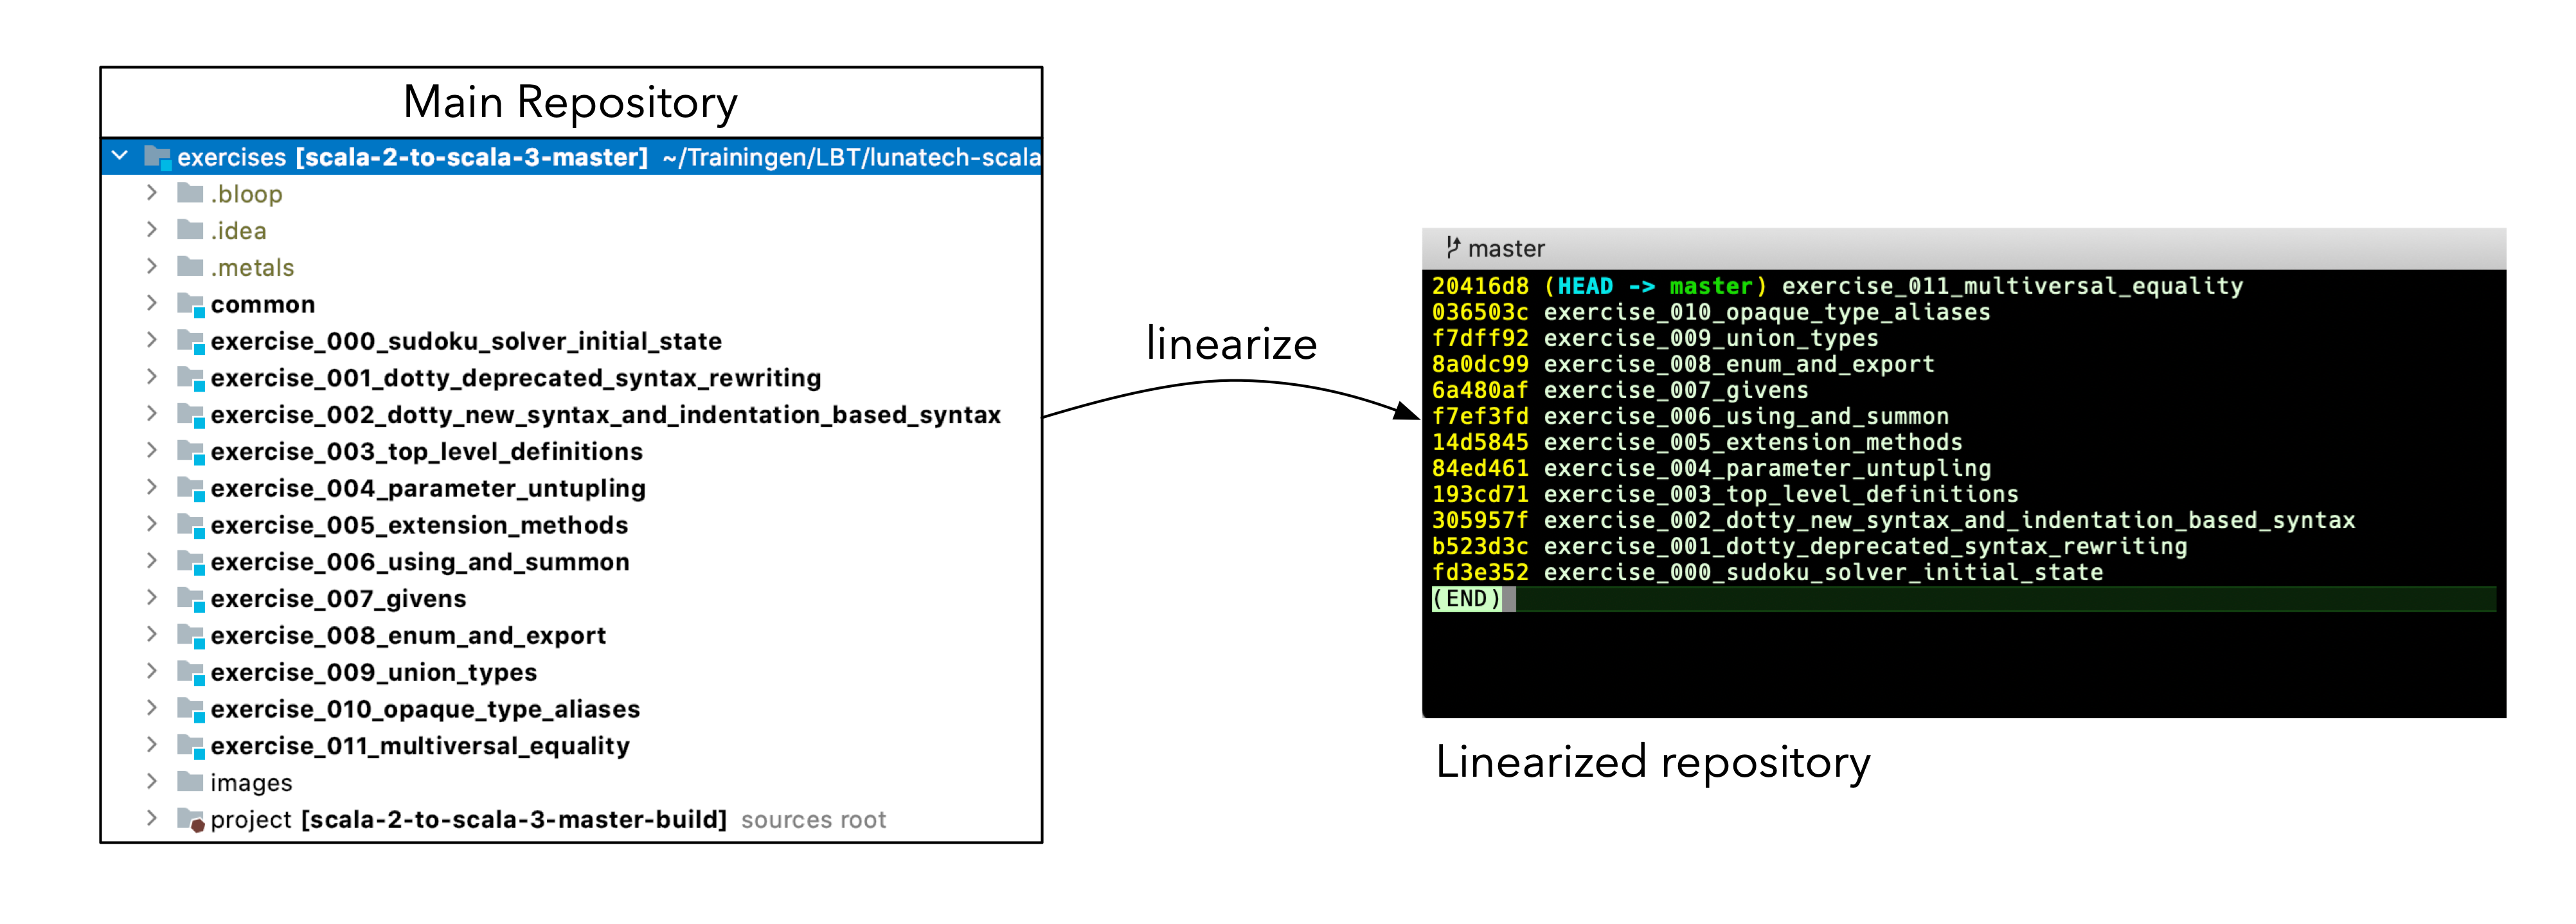 Main Repository
exercises [scala-2-to-scala-3-master] ~/Trainingen/LBT/lunatech-scala
.bloop
.idea
.metals
common
exercise_000_sudoku_solver_initial_state
exercise_001_dotty_deprecated_syntax_rewriting
exercise_002_dotty_new_syntax_and_indentation_based_syntax
exercise_003_top_level_definitions
exercise_004_parameter_untupling
exercise_005_extension_methods
exercise_006_using_and_summon
exercise_007_givens
exercise_008_enum_and_export
exercise_009_union_types
exercise_010_opaque_type_aliases
exercise_011_multiversal_equality
images
project [scala-2-to-scala-3-master-build] sources root
linearize
master
20416d8 (HEAD -> master) exercise_011_multiversal_equality
036503c exercise_010_opaque_type_aliases
f7dff92 exercise_009_union_types
8a0dc99 exercise_008_enum_and_export
6a480af exercise_007_givens
f7ef3fd exercise_006_using_and_summon
14d5845 exercise_005_extension_methods
84ed461 exercise_004_parameter_untupling
193cd71 exercise_003_top_level_definitions
305957f exercise_002_dotty_new_syntax_and_indentation_based_syntax
b523d3c exercise_001_dotty_deprecated_syntax_rewriting
fd3e352 exercise_000_sudoku_solver_initial_state
(END)
Linearized repository